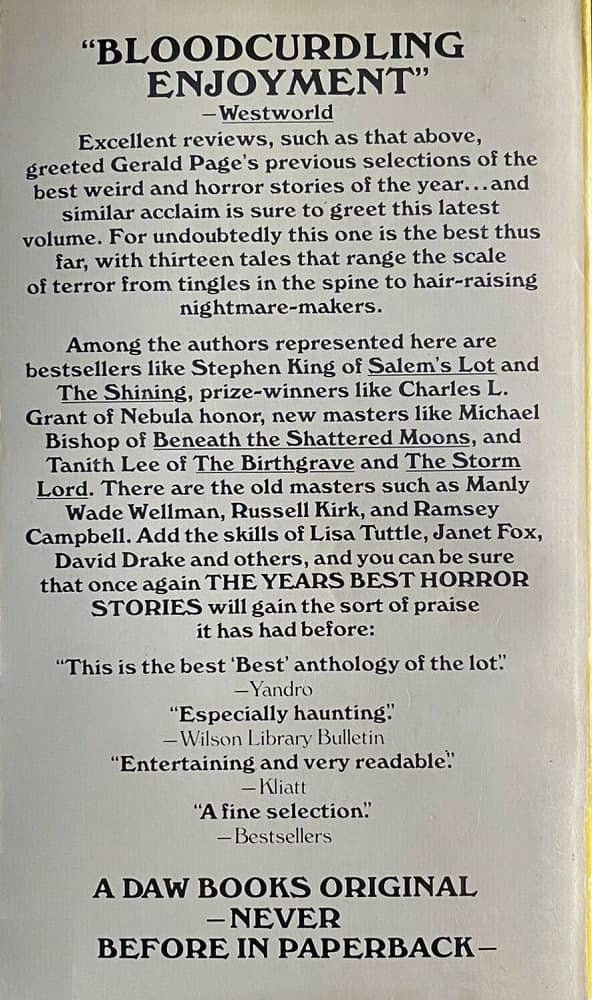 “BLOODCURDLING
ENJOYMENT”
—Westworld
Excellent reviews, such as that above,
greeted Gerald Page’s previous selections of the
best weird and horror stories of the year...and
similar acclaim is sure to greet this latest
volume. For undoubtedly this one is the best thus
far, with thirteen tales that range the scale
of terror from tingles in the spine to hair-raising
nightmare-makers.
Among the authors represented here are
bestsellers like Stephen King of Salem’s Lot and
The Shining, prize-winners like Charles L.
Grant of Nebula honor, new masters like Michael
Bishop of Beneath the Shattered Moons, and
Tanith Lee of The Birthgrave and The Storm
Lord. There are the old masters such as Manly
Wade Wellman, Russell Kirk, and Ramsey
Campbell. Add the skills of Lisa Tuttle, Janet Fox,
David Drake and others, and you can be sure
that once again THE YEARS BEST HORROR
STORIES will gain the sort of praise
it has had before:
“This is the best ‘Best’ anthology of the lot.”
—Yandro
“Especially haunting.”
—Wilson Library Bulletin
“Entertaining and very readable.”
—Kliatt
“A fine selection.”
—Bestsellers
A DAW BOOKS ORIGINAL
—NEVER
BEFORE IN PAPERBACK—